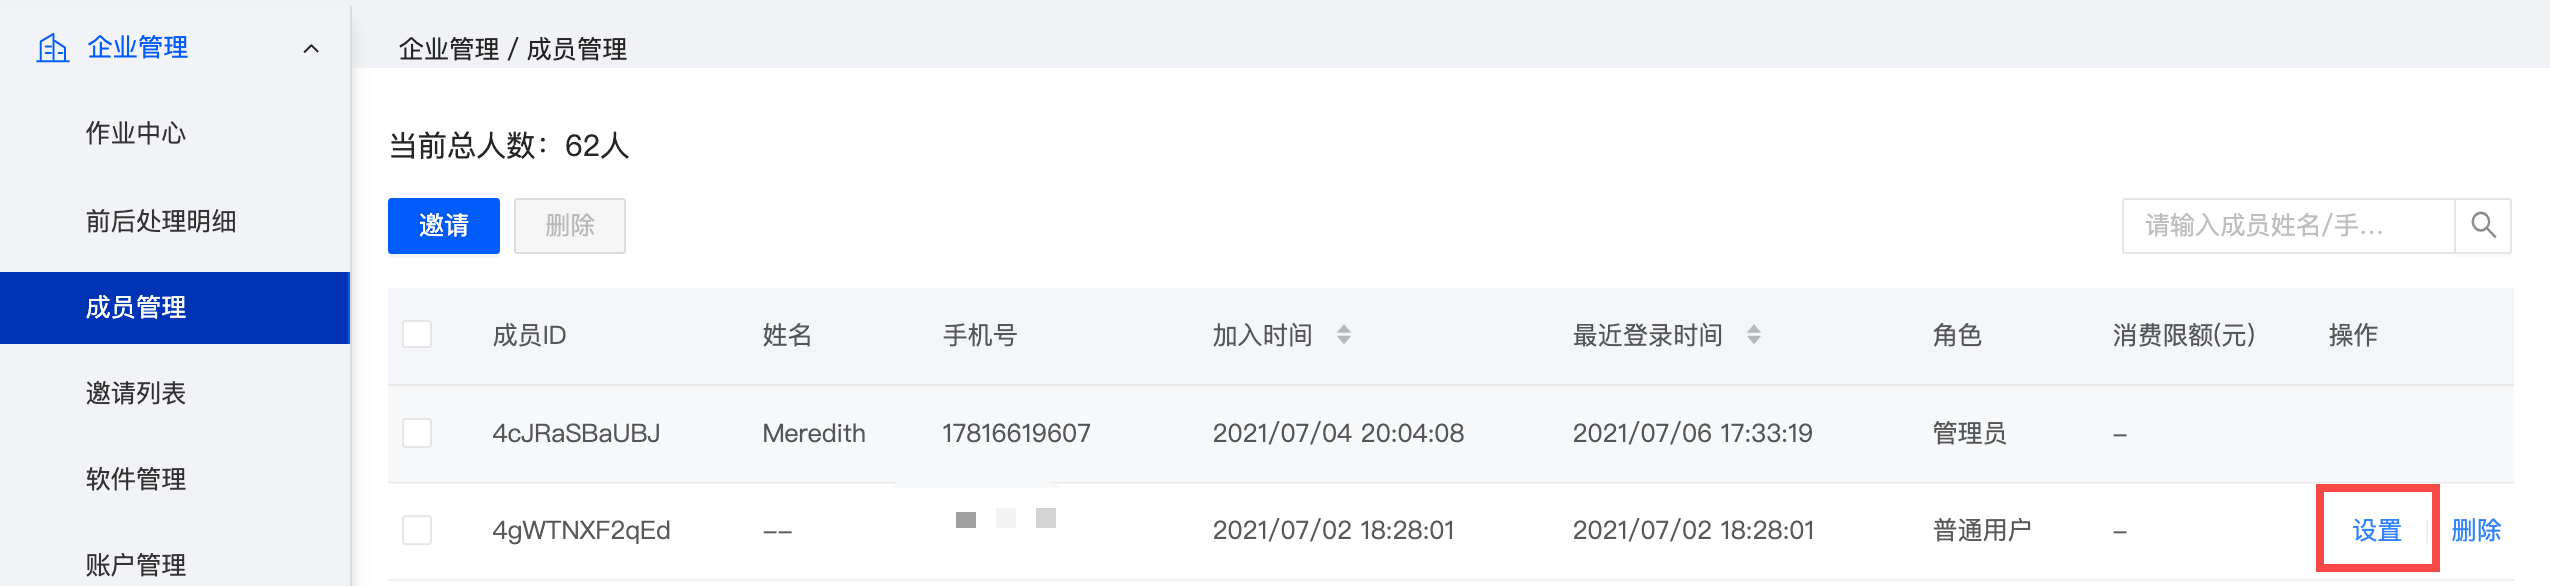 企业管理
作业中心
前后处理明细
成员管理
邀请列表
软件管理
账户管理
企业管理 / 成员管理
当前总人数：62人
邀请 删除 请输入成员姓名/手...
成员ID 姓名 手机号 加入时间 最近登录时间 角色 消费限额(元) 操作
4cJRaSBaUBJ Meredith 17816619607 2021/07/04 20:04:08 2021/07/06 17:33:19 管理员 –
4gWTNXF2qEd -- 2021/07/02 18:28:01 2021/07/02 18:28:01 普通用户 – 设置 删除